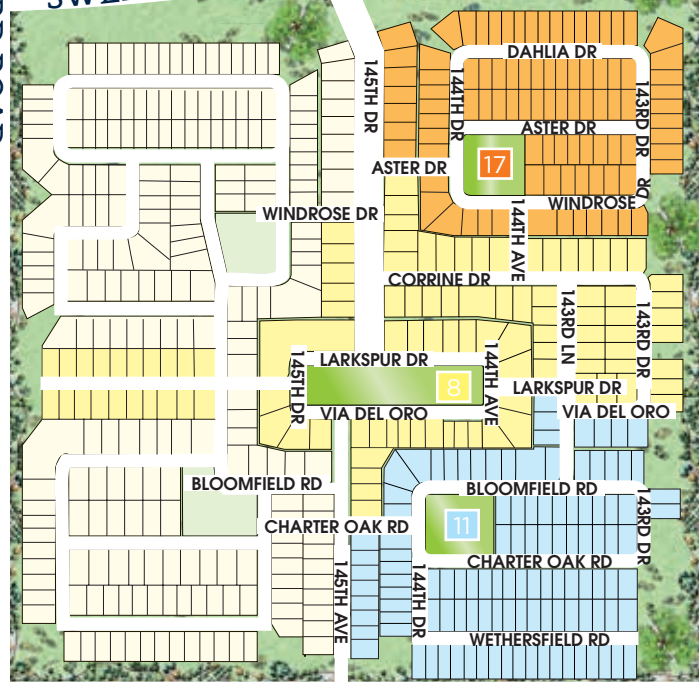 DAHLIA DR
145TH DR
144TH DR
143RD DR
ASTER DR
17
ASTER DR
DR
WINDROSE
WINDROSE DR
144TH AVE
CORRINE DR
143RD LN
143RD DR
LARKSPUR DR
145TH DR
144TH AVE
8
LARKSPUR DR
VIA DEL ORO
VIA DEL ORO
BLOOMFIELD RD
BLOOMFIELD RD
143RD DR
11
CHARTER OAK RD
CHARTER OAK RD
145TH AVE
144TH DR
WETHERSFIELD RD